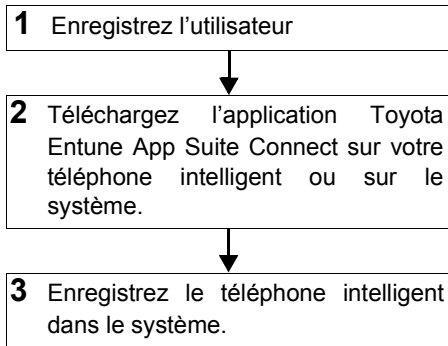 1 Enregistrez l’utilisateur
2 Téléchargez l’application Toyota
Entune App Suite Connect sur votre
téléphone intelligent ou sur le
système.
3 Enregistrez le téléphone intelligent
dans le système.